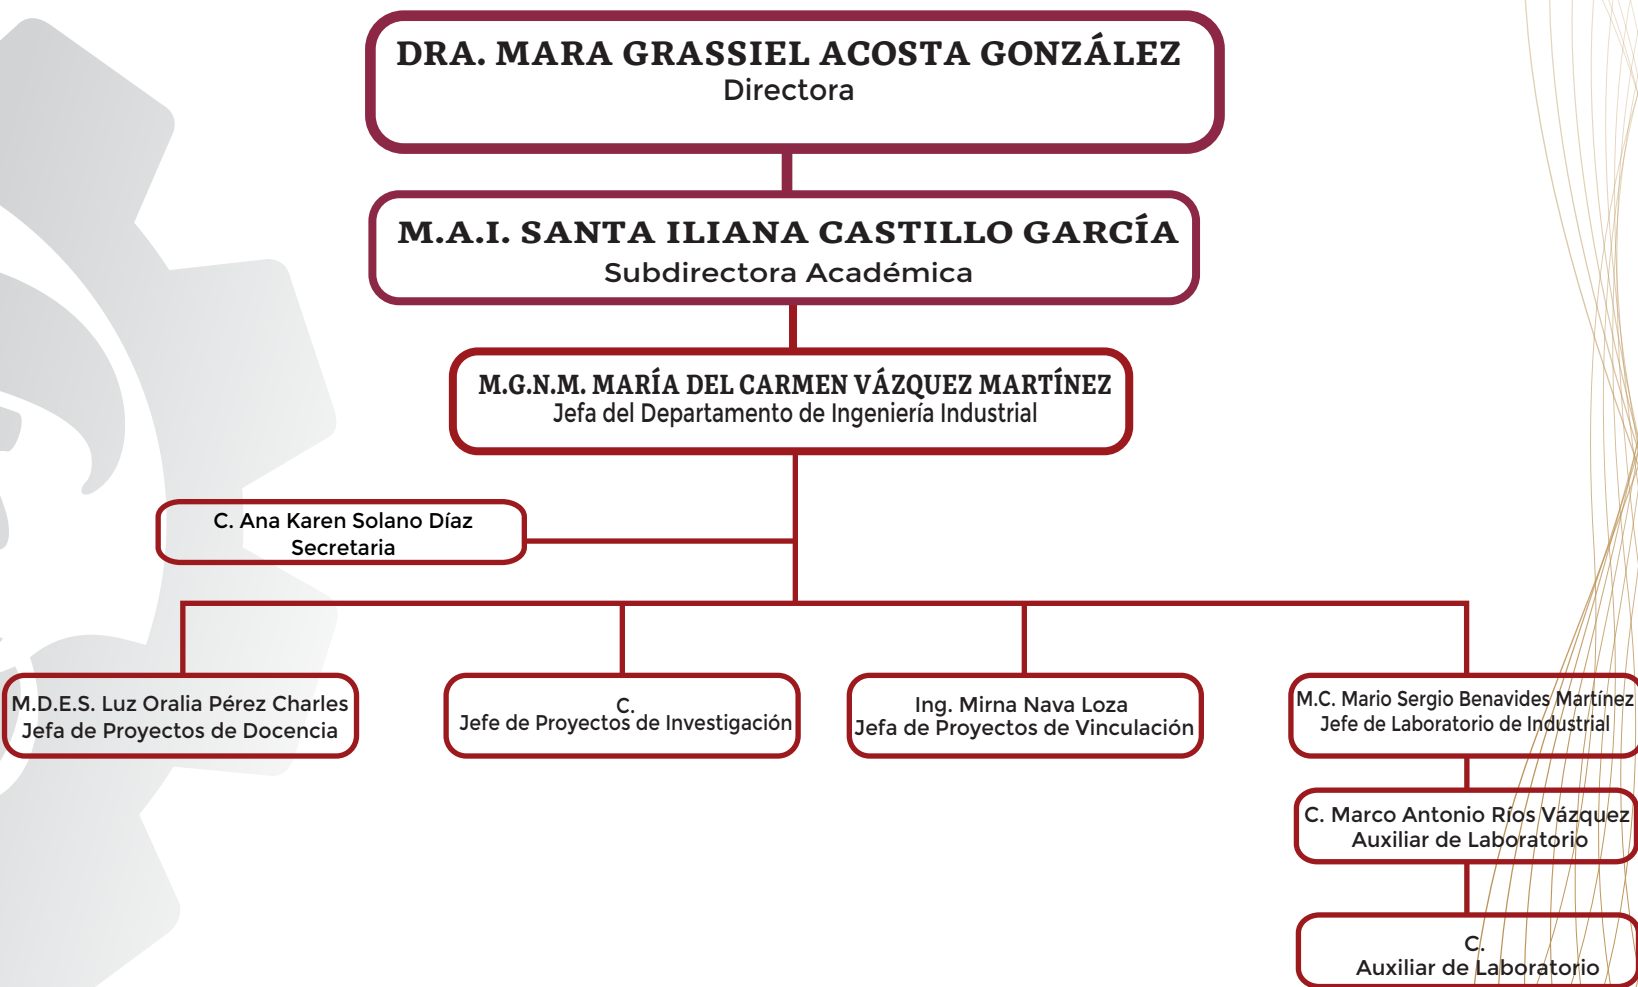 DRA. MARA GRASSIEL ACOSTA GONZÁLEZ
Directora
M.A.I. SANTA ILIANA CASTILLO GARCÍA
Subdirectora Académica
M.G.N.M. MARÍA DEL CARMEN VÁZQUEZ MARTÍNEZ
Jefa del Departamento de Ingeniería Industrial
C. Ana Karen Solano Díaz
Secretaria
M.D.E.S. Luz Oralia Pérez Charles
Jefa de Proyectos de Docencia
C.
Jefe de Proyectos de Investigación
Ing. Mirna Nava Loza
Jefa de Proyectos de Vinculación
M.C. Mario Sergio Benavides Martínez
Jefe de Laboratorio de Industrial
C. Marco Antonio Ríos Vázquez
Auxiliar de Laboratorio
C.
Auxiliar de Laboratorio